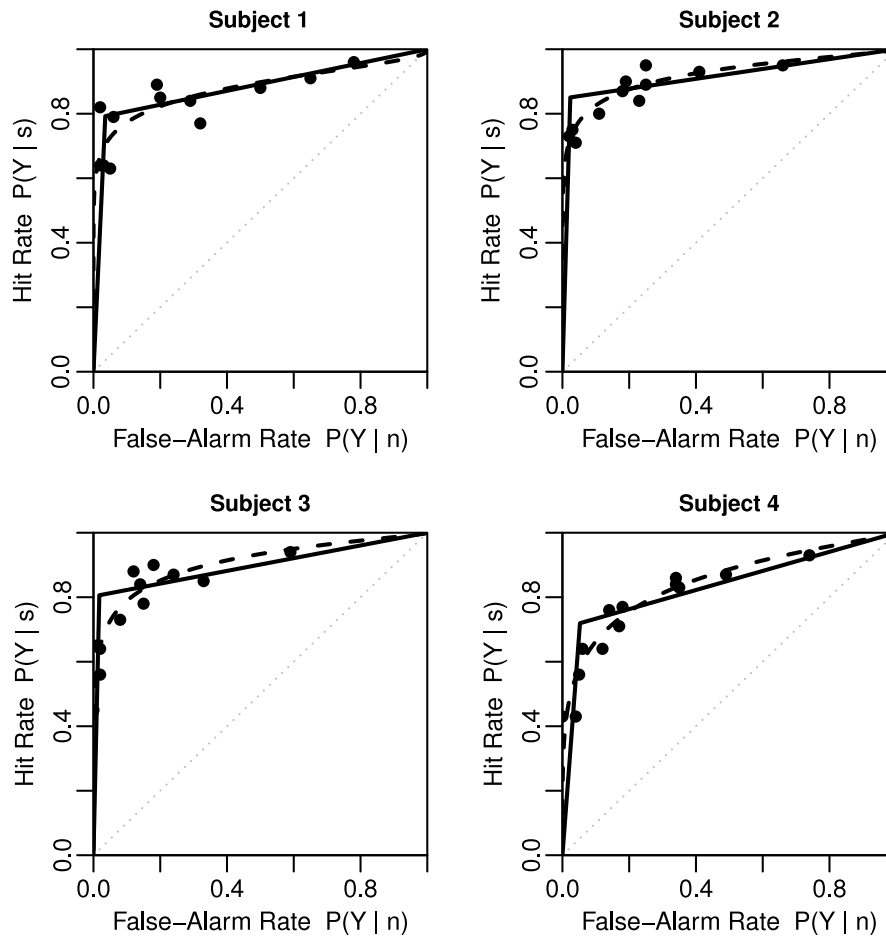 Subject 1
Hit Rate P(Y | s)
0.0 0.4 0.8
0.0 0.4 0.8
False−Alarm Rate P(Y | n)
Subject 2
Hit Rate P(Y | s)
0.0 0.4 0.8
0.0 0.4 0.8
False−Alarm Rate P(Y | n)
Subject 3
Hit Rate P(Y | s)
0.0 0.4 0.8
0.0 0.4 0.8
False−Alarm Rate P(Y | n)
Subject 4
Hit Rate P(Y | s)
0.0 0.4 0.8
0.0 0.4 0.8
False−Alarm Rate P(Y | n)